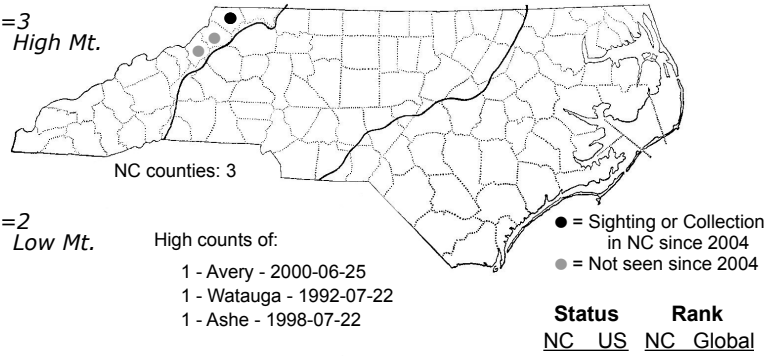 =3
High Mt.
NC counties: 3
=2
Low Mt.
High counts of:
1 - Avery - 2000-06-25
1 - Watauga - 1992-07-22
1 - Ashe - 1998-07-22
= Sighting or Collection
in NC since 2004
= Not seen since 2004
Status Rank
NC US NC Global